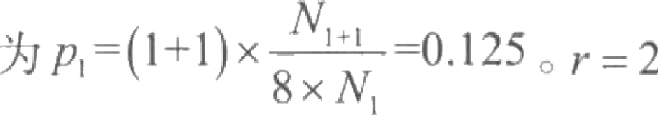 为 p₁=(1+1)×N₁₊₁/(8×N₁)=0.125。r=2